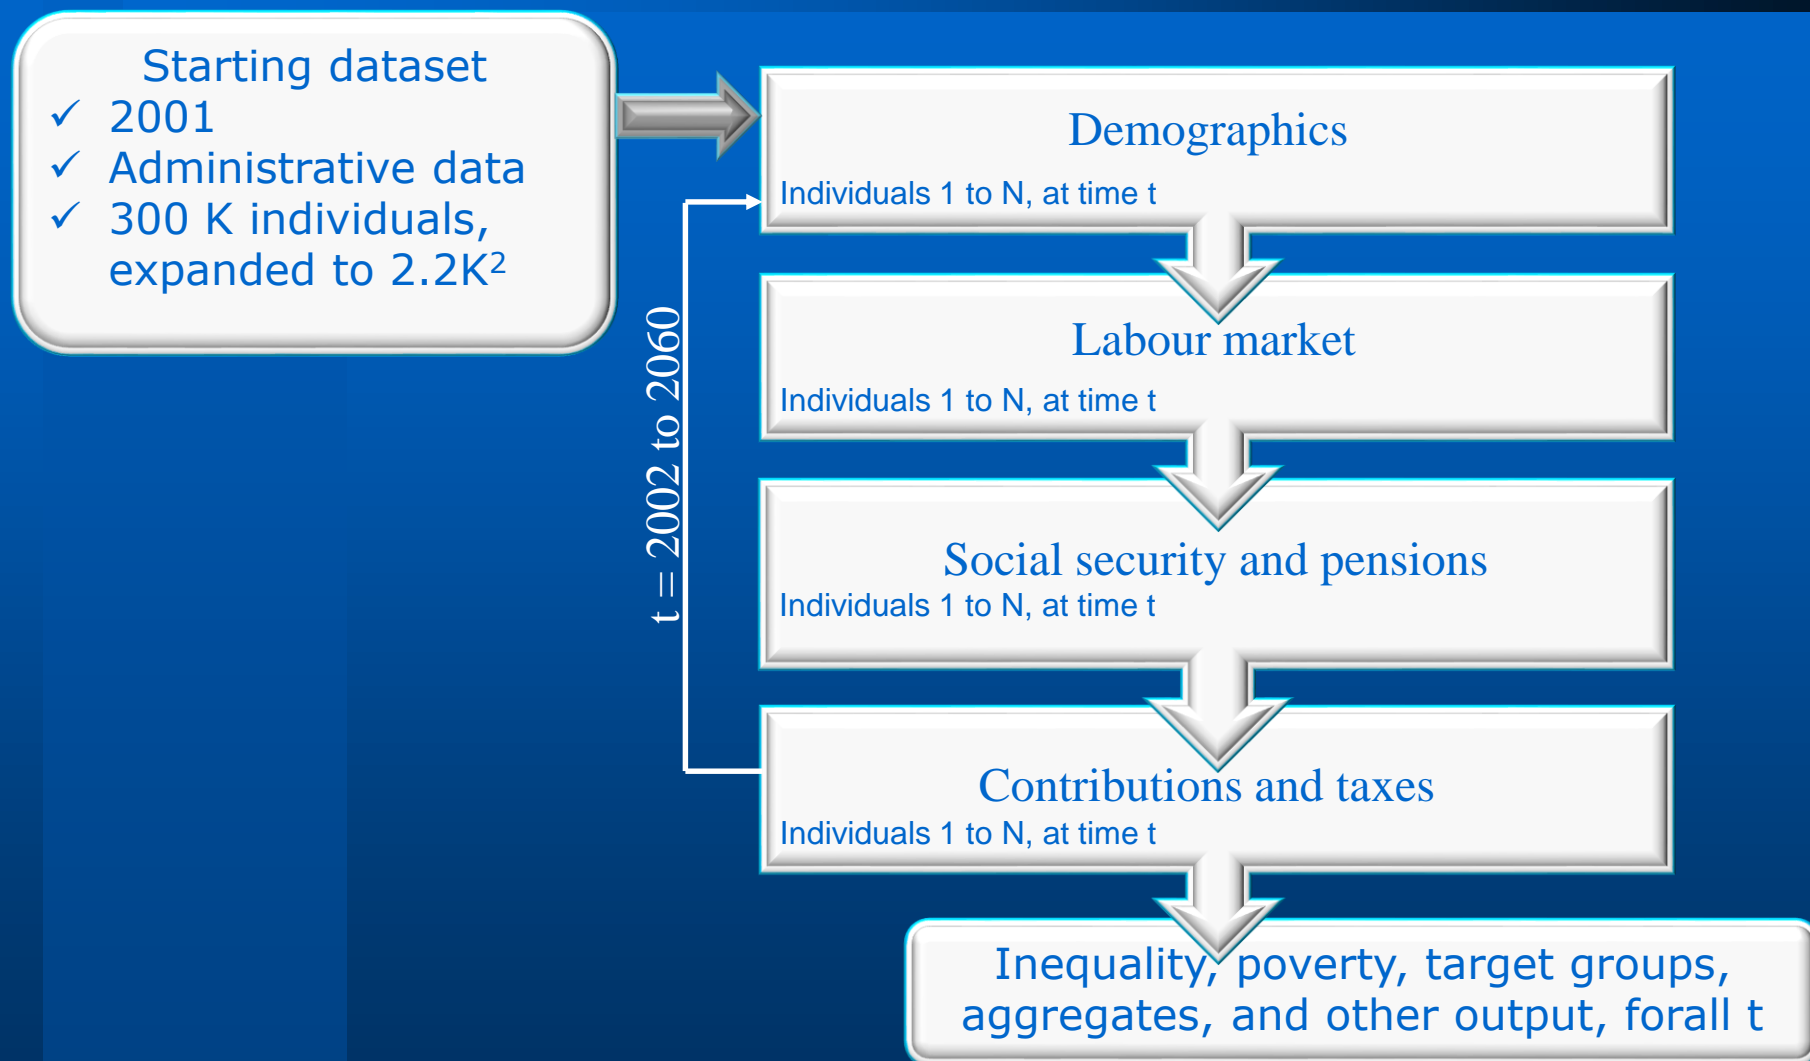 Starting dataset
✓ 2001
✓ Administrative data
✓ 300 K individuals,
expanded to 2.2K²
Demographics
Individuals 1 to N, at time t
Labour market
Individuals 1 to N, at time t
t = 2002 to 2060
Social security and pensions
Individuals 1 to N, at time t
Contributions and taxes
Individuals 1 to N, at time t
Inequality, poverty, target groups,
aggregates, and other output, forall t